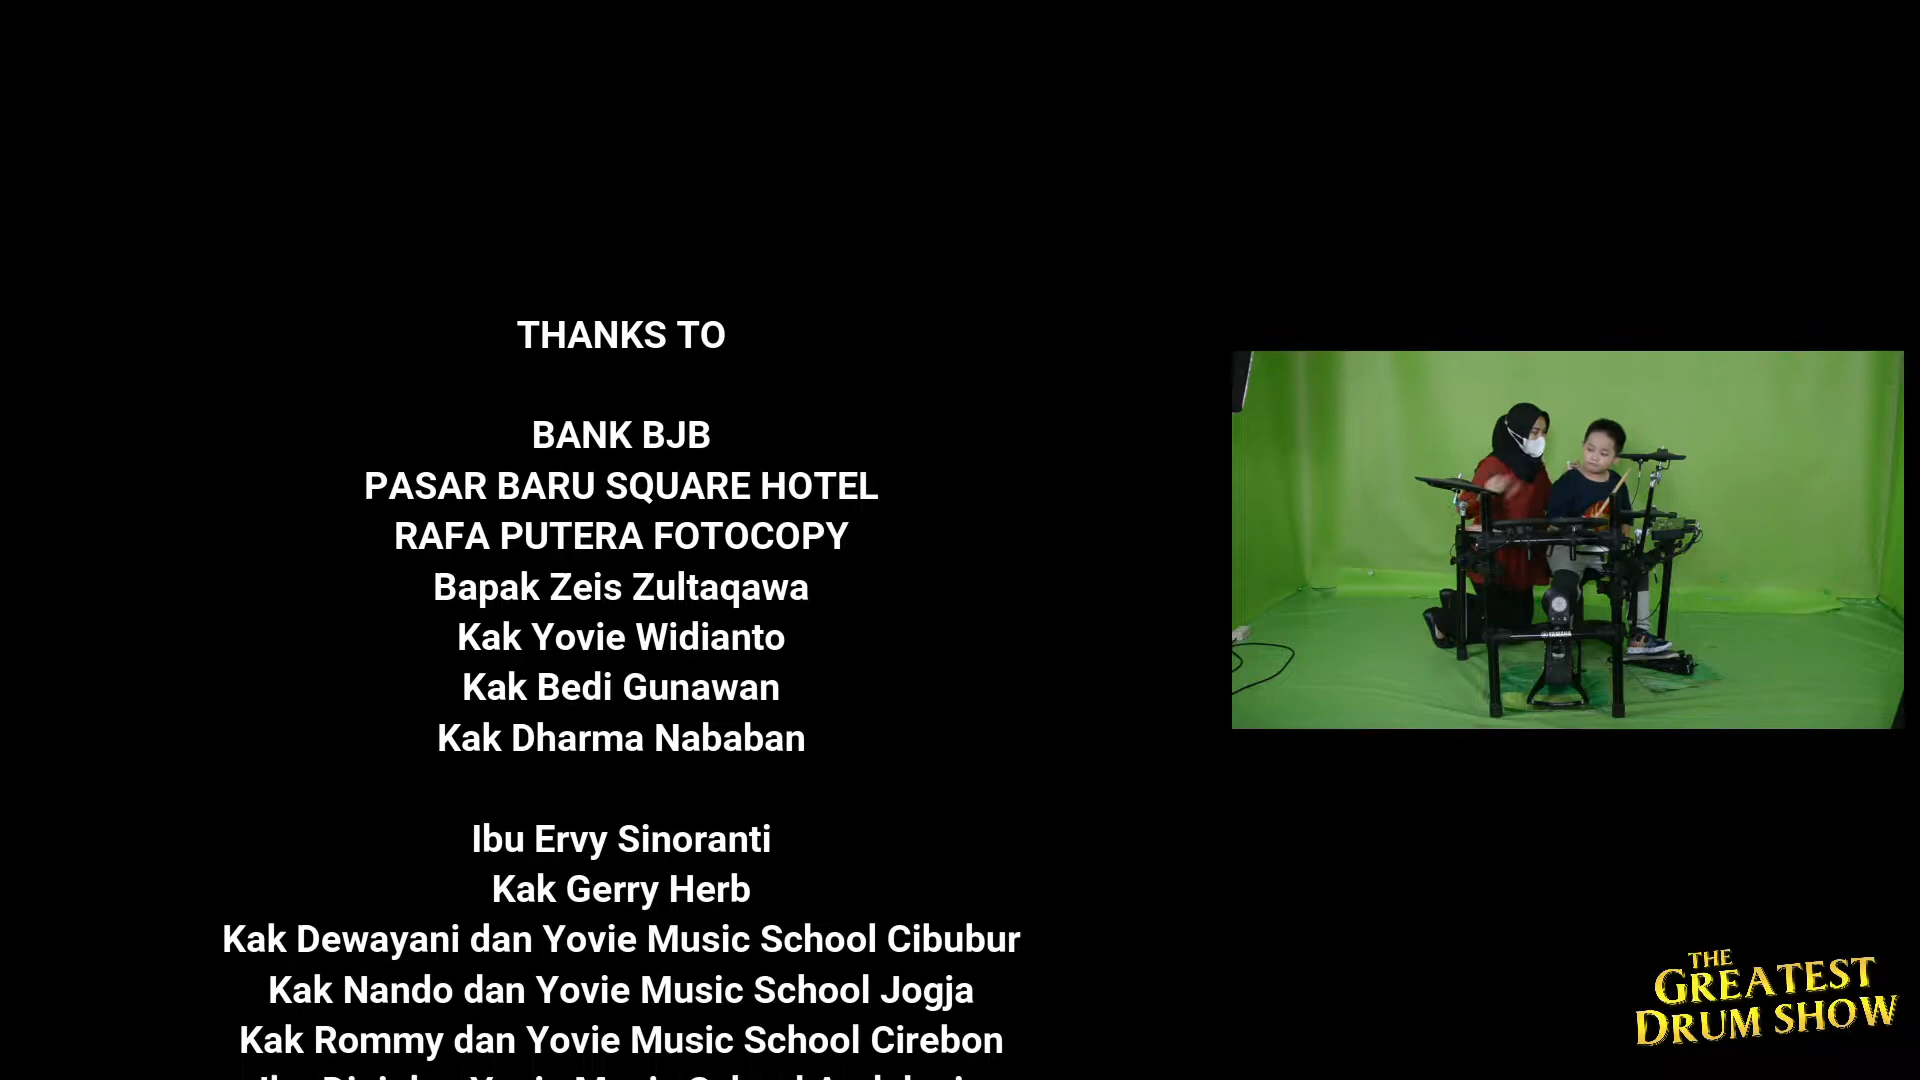 THANKS TO
BANK BJB
PASAR BARU SQUARE HOTEL
RAFA PUTERA FOTOCOPY
Bapak Zeis Zultaqawa
Kak Yovie Widianto
Kak Bedi Gunawan
Kak Dharma Nababan
Ibu Ervy Sinoranti
Kak Gerry Herb
Kak Dewayani dan Yovie Music School Cibubur
Kak Nando dan Yovie Music School Jogja
Kak Rommy dan Yovie Music School Cirebon
YAMAHA
THE
GREATEST
DRUM SHOW